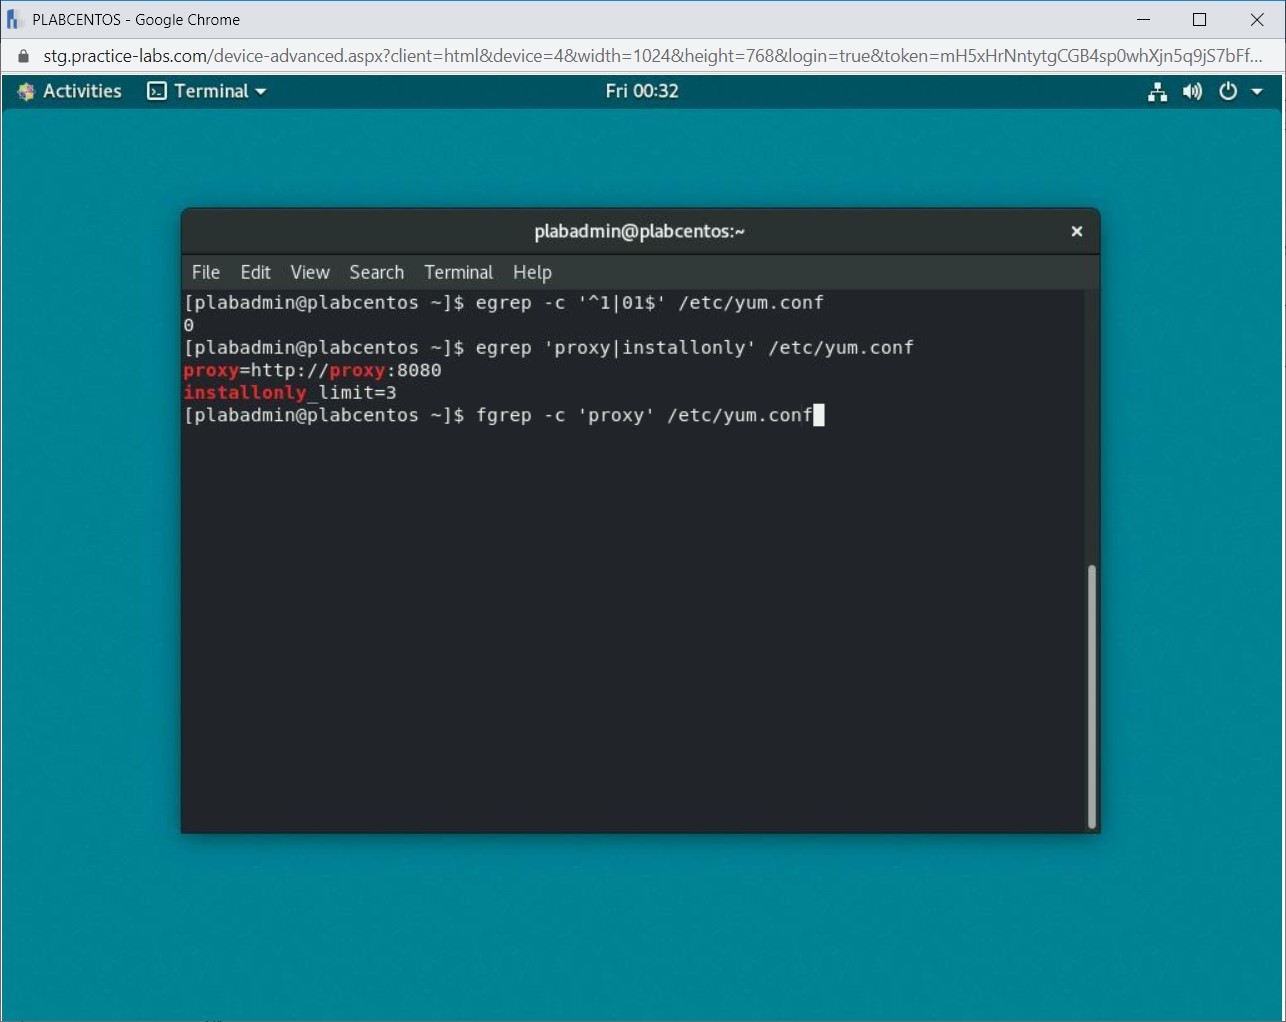 PLABCENTOS - Google Chrome
stg.practice-labs.com/device-advanced.aspx?client=html&device=4&width=1024&height=768&login=true&token=mH5xHrNntytgCGB4sp0whXjn5q9jS7bFf...
Activities Terminal Fri 00:32
plabadmin@plabcentos:~
File Edit View Search Terminal Help
[plabadmin@plabcentos ~]$ egrep -c '^1|01$' /etc/yum.conf
0
[plabadmin@plabcentos ~]$ egrep 'proxy|installonly' /etc/yum.conf
proxy=http://proxy:8080
installonly_limit=3
[plabadmin@plabcentos ~]$ fgrep -c 'proxy' /etc/yum.conf